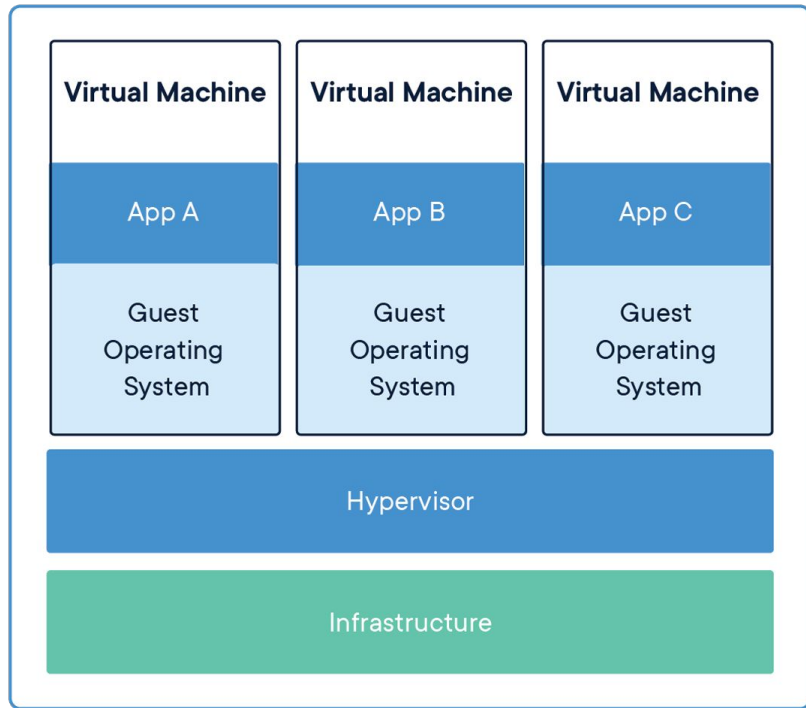 Virtual Machine
App A
Guest
Operating
System
Virtual Machine
App B
Guest
Operating
System
Virtual Machine
App C
Guest
Operating
System
Hypervisor
Infrastructure